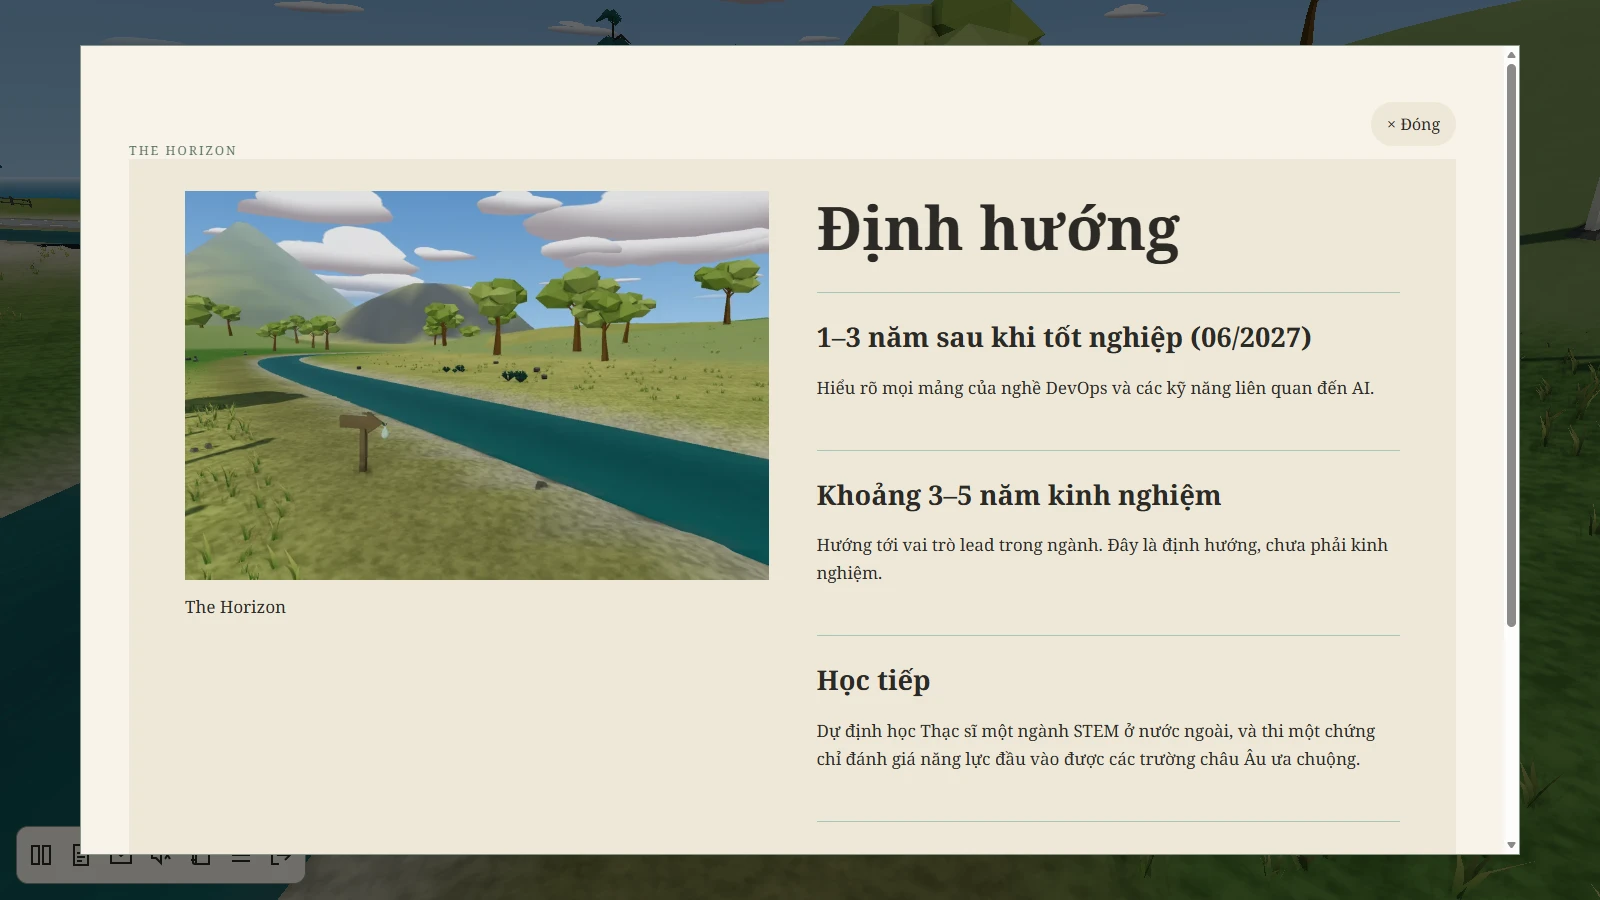 × Đóng
THE HORIZON
The Horizon
Định hướng
1–3 năm sau khi tốt nghiệp (06/2027)
Hiểu rõ mọi mảng của nghề DevOps và các kỹ năng liên quan đến AI.
Khoảng 3–5 năm kinh nghiệm
Hướng tới vai trò lead trong ngành. Đây là định hướng, chưa phải kinh
nghiệm.
Học tiếp
Dự định học Thạc sĩ một ngành STEM ở nước ngoài, và thi một chứng
chỉ đánh giá năng lực đầu vào được các trường châu Âu ưa chuộng.